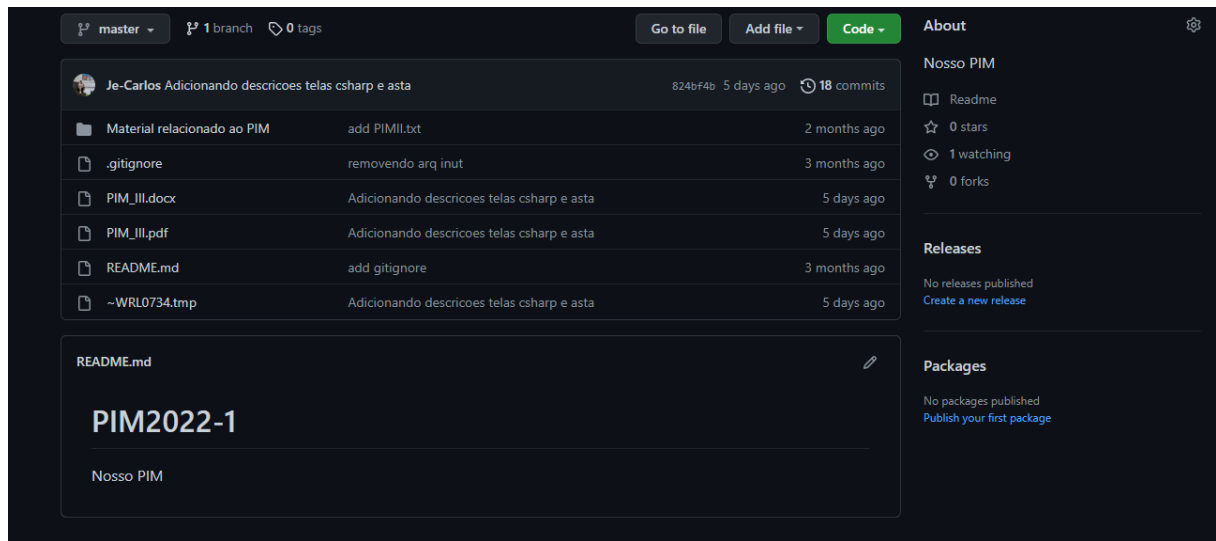 master 1 branch 0 tags Go to file Add file Code
Je-Carlos Adicionando descricoes telas csharp e asta 824bf4b 5 days ago 18 commits
Material relacionado ao PIM add PIMII.txt 2 months ago
.gitignore removendo arq inut 3 months ago
PIM_III.docx Adicionando descricoes telas csharp e asta 5 days ago
PIM_III.pdf Adicionando descricoes telas csharp e asta 5 days ago
README.md add gitignore 3 months ago
~WRL0734.tmp Adicionando descricoes telas csharp e asta 5 days ago
README.md
PIM2022-1
Nosso PIM
About
Nosso PIM
Readme
0 stars
1 watching
0 forks
Releases
No releases published
Create a new release
Packages
No packages published
Publish your first package